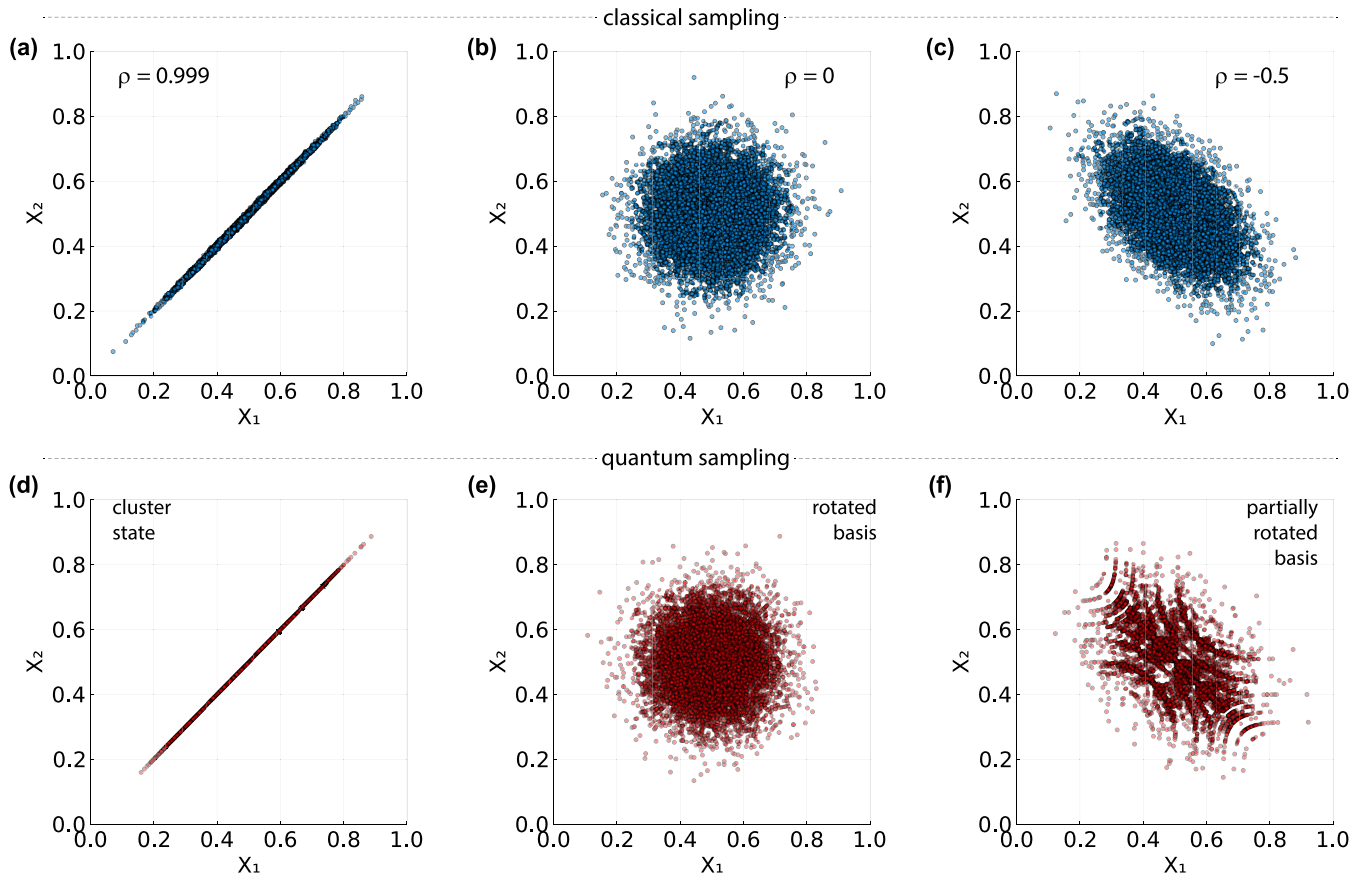 classical sampling
(a)
ρ = 0.999
1.0
0.8
0.6
0.4
0.2
0.0
X₂
0.0 0.2 0.4 0.6 0.8 1.0
X₁
(b)
ρ = 0
1.0
0.8
0.6
0.4
0.2
0.0
X₂
0.0 0.2 0.4 0.6 0.8 1.0
X₁
(c)
ρ = -0.5
1.0
0.8
0.6
0.4
0.2
0.0
X₂
0.0 0.2 0.4 0.6 0.8 1.0
X₁
quantum sampling
(d)
cluster
state
1.0
0.8
0.6
0.4
0.2
0.0
X₂
0.0 0.2 0.4 0.6 0.8 1.0
X₁
(e)
rotated
basis
1.0
0.8
0.6
0.4
0.2
0.0
X₂
0.0 0.2 0.4 0.6 0.8 1.0
X₁
(f)
partially
rotated
basis
1.0
0.8
0.6
0.4
0.2
0.0
X₂
0.0 0.2 0.4 0.6 0.8 1.0
X₁